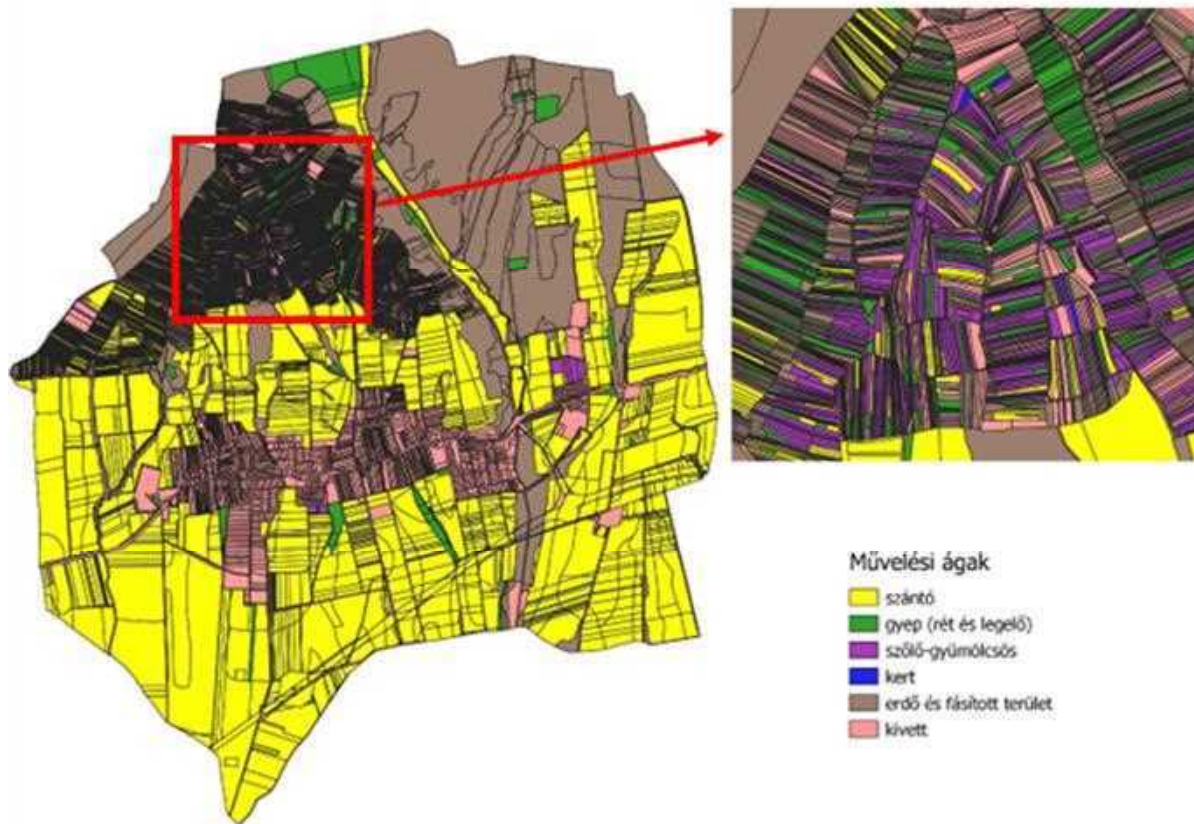 Művelési ágak
szántó
gyep (rét és legelő)
szőlő-gyümölcsös
kert
erdő és fásított terület
kivett